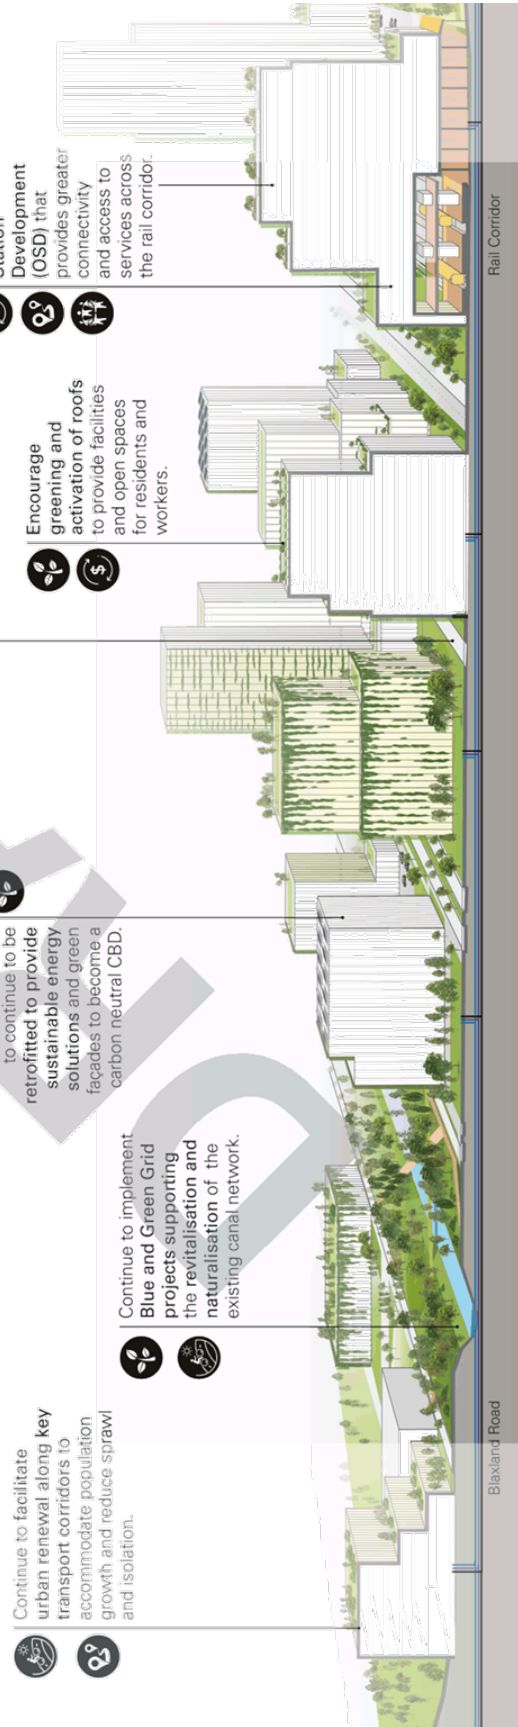 Continue to facilitate
urban renewal along key
transport corridors to
accommodate population
growth and reduce sprawl
and isolation.
Continue to implement
Blue and Green Grid
projects supporting
the revitalisation and
naturalisation of the
existing canal network.
to continue to be
retrofitted to provide
sustainable energy
solutions and green
façades to become a
carbon neutral CBD.
Encourage
greening and
activation of roofs
to provide facilities
and open spaces
for residents and
workers.
Station
Development
(OSD) that
provides greater
connectivity
and access to
services across
the rail corridor.
Blaxland Road
Rail Corridor